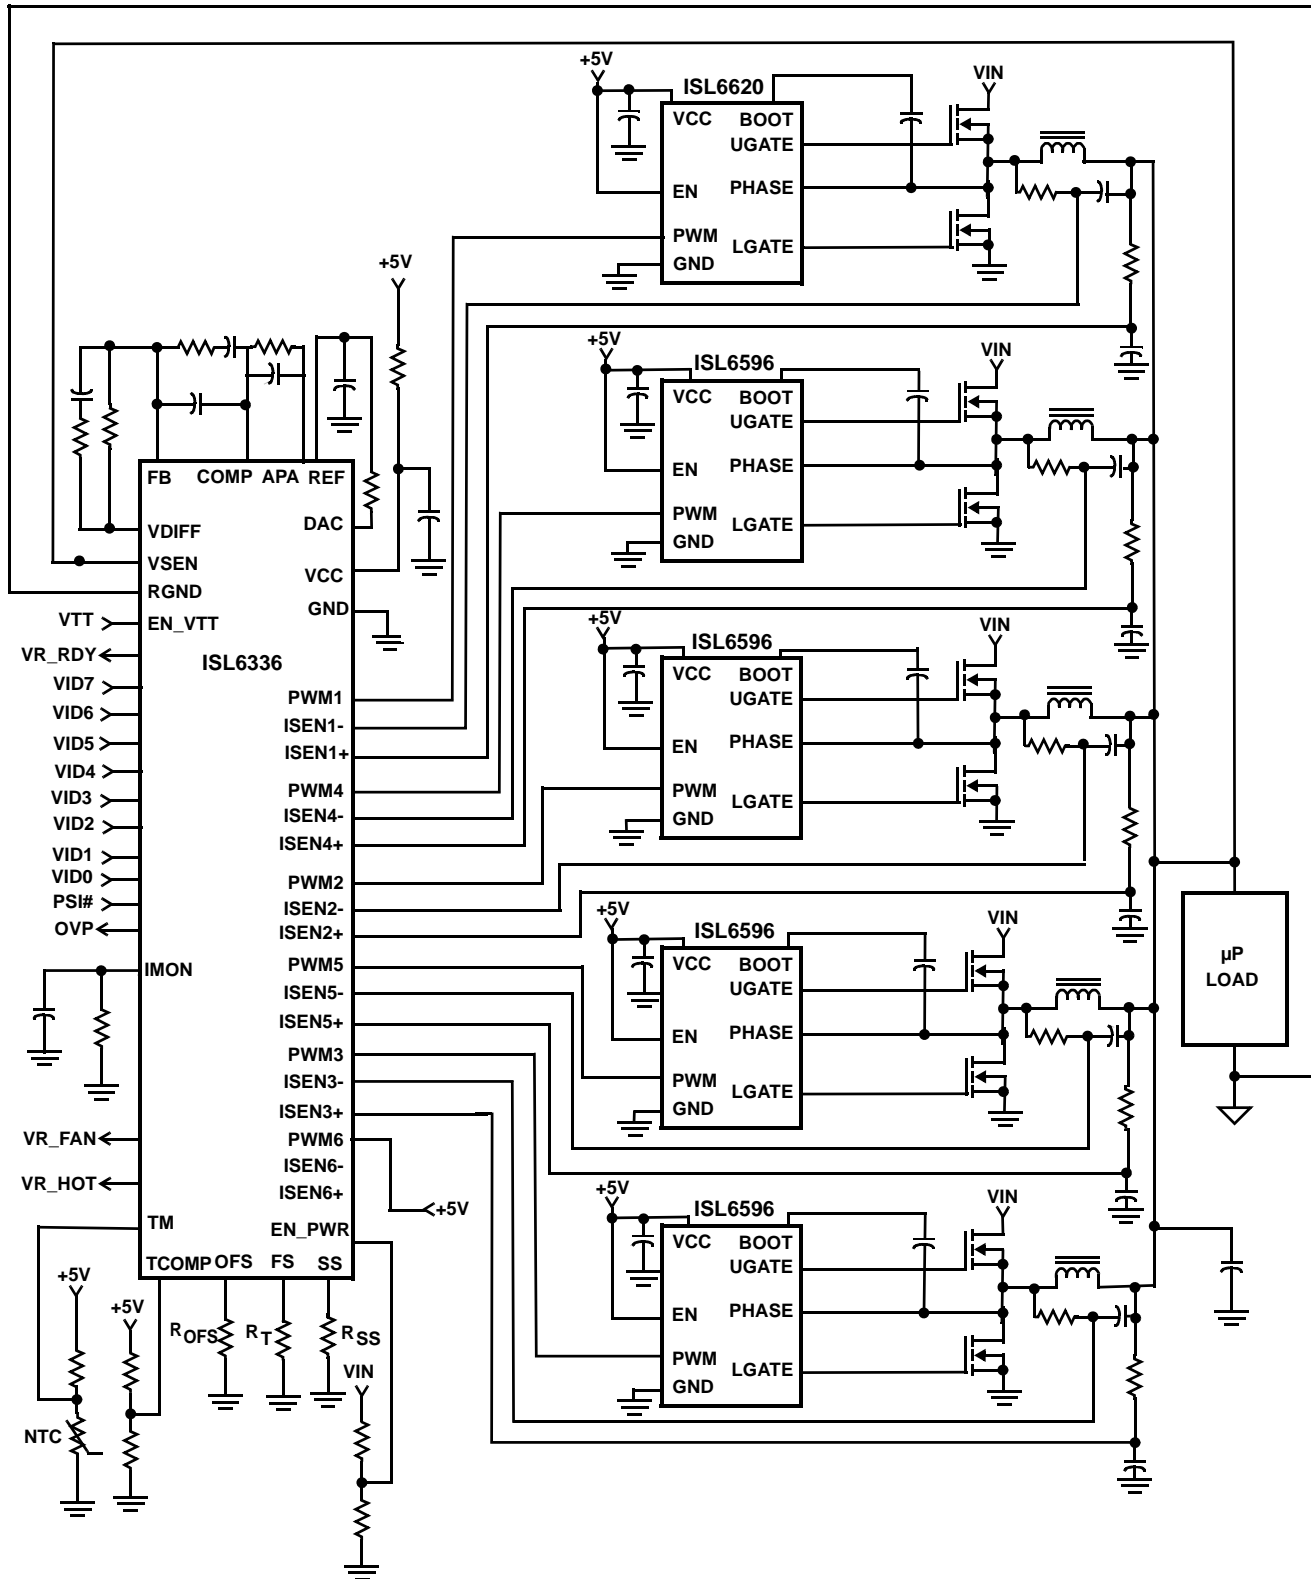 +5V
ISL6620
VIN
VCC
BOOT
UGATE
EN
PHASE
PWM
LGATE
GND
+5V
+5V
ISL6596
VIN
VCC
BOOT
UGATE
EN
PHASE
PWM
LGATE
GND
+5V
ISL6596
VIN
VCC
BOOT
UGATE
EN
PHASE
PWM
LGATE
GND
+5V
ISL6596
VIN
VCC
BOOT
UGATE
EN
PHASE
PWM
LGATE
GND
+5V
ISL6596
VIN
VCC
BOOT
UGATE
EN
PHASE
PWM
LGATE
GND
µP
LOAD
FB
COMP
APA
REF
DAC
VDIFF
VSEN
VCC
RGND
GND
VTT
EN_VTT
VR_RDY
ISL6336
VID7
VID6
VID5
VID4
VID3
VID2
VID1
VID0
PSI#
OVP
IMON
VR_FAN
VR_HOT
TM
PWM1
ISEN1-
ISEN1+
PWM4
ISEN4-
ISEN4+
PWM2
ISEN2-
ISEN2+
PWM5
ISEN5-
ISEN5+
PWM3
ISEN3-
ISEN3+
PWM6
ISEN6-
ISEN6+
+5V
EN_PWR
TCOMP
OFS
FS
SS
+5V
+5V
ROFS
RT
RSS
VIN
NTC